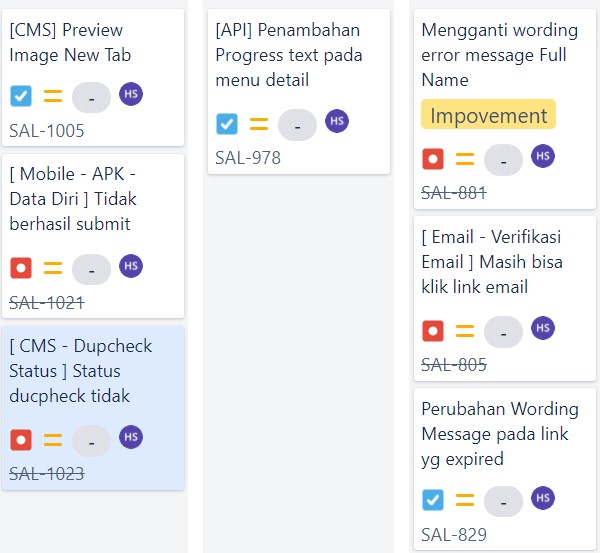 [CMS] Preview
Image New Tab
-
HS
SAL-1005
[ Mobile - APK -
Data Diri ] Tidak
berhasil submit
-
HS
SAL-1021
[ CMS - Dupcheck
Status ] Status
ducpheck tidak
-
HS
SAL-1023
[API] Penambahan
Progress text pada
menu detail
-
HS
SAL-978
Mengganti wording
error message Full
Name
Impovement
-
HS
SAL-881
[ Email - Verifikasi
Email ] Masih bisa
klik link email
-
HS
SAL-805
Perubahan Wording
Message pada link
yg expired
-
HS
SAL-829